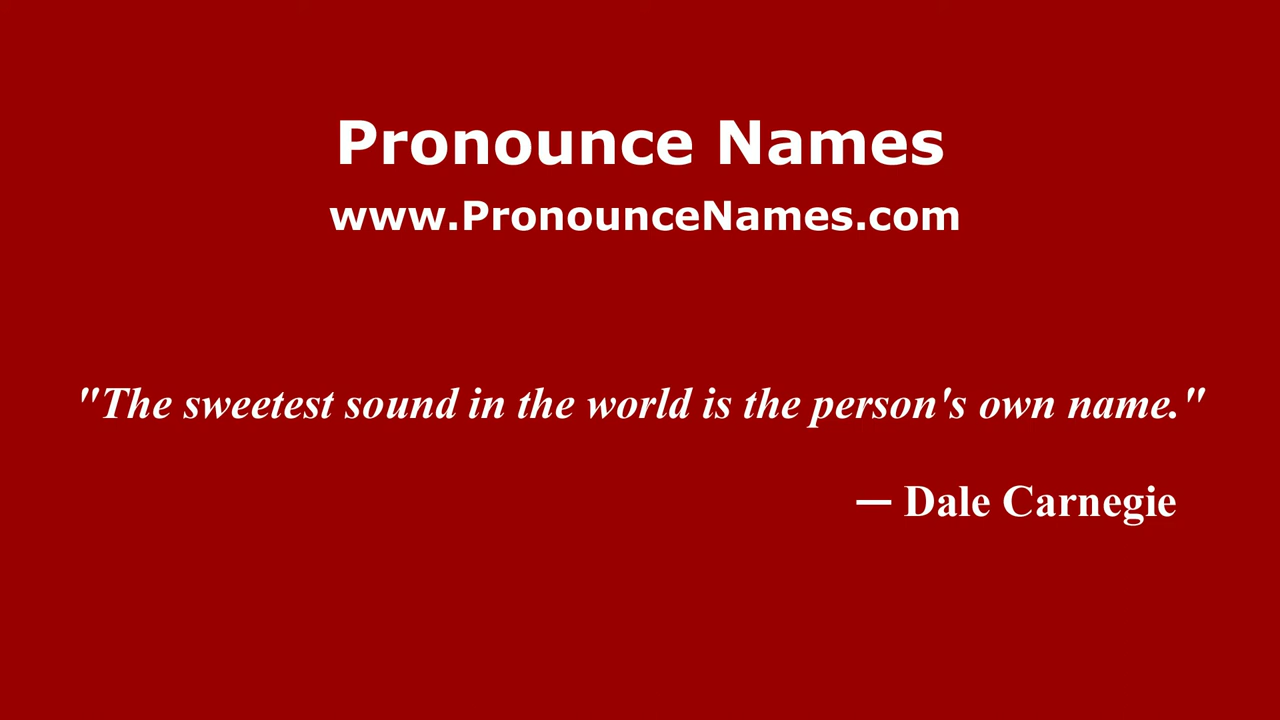 Pronounce Names
www.PronounceNames.com
"The sweetest sound in the world is the person's own name."
— Dale Carnegie